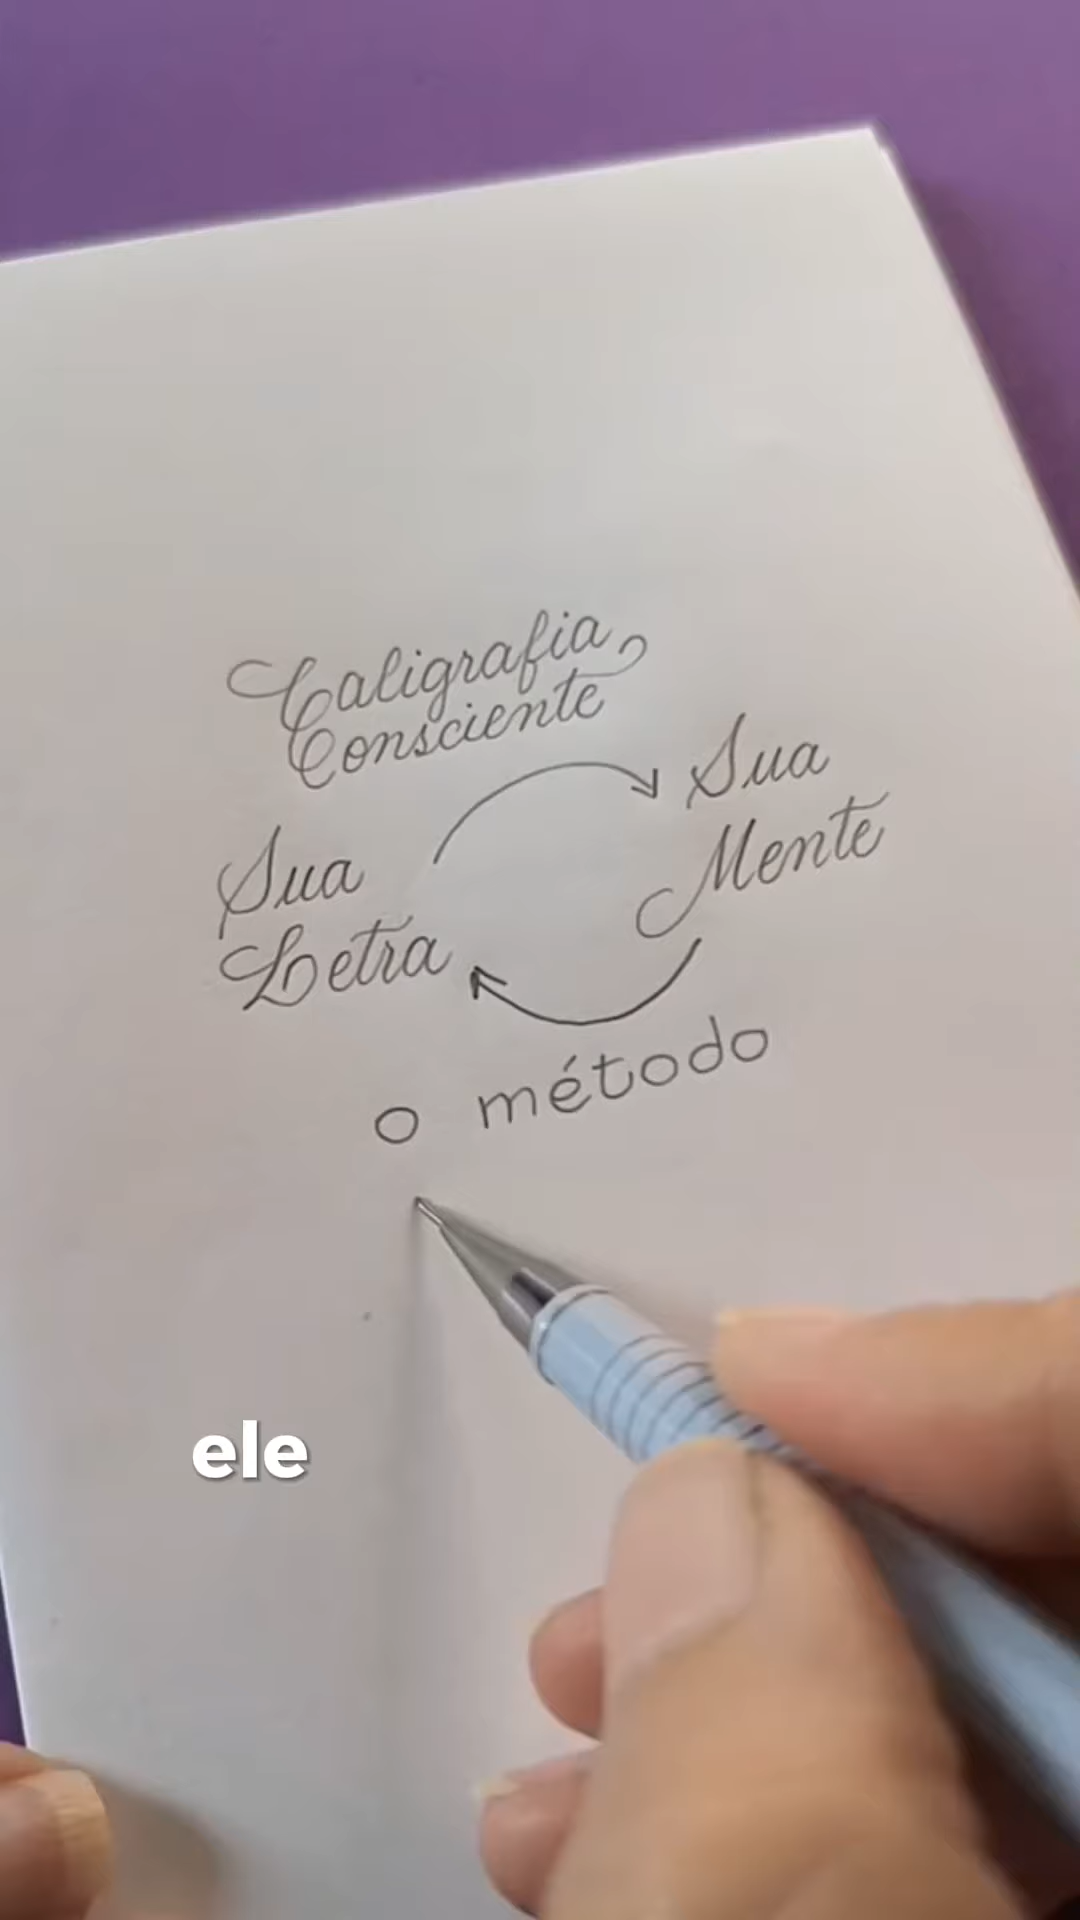 Caligrafia
Consciente
Sua
Mente
Sua
Letra
o método
ele